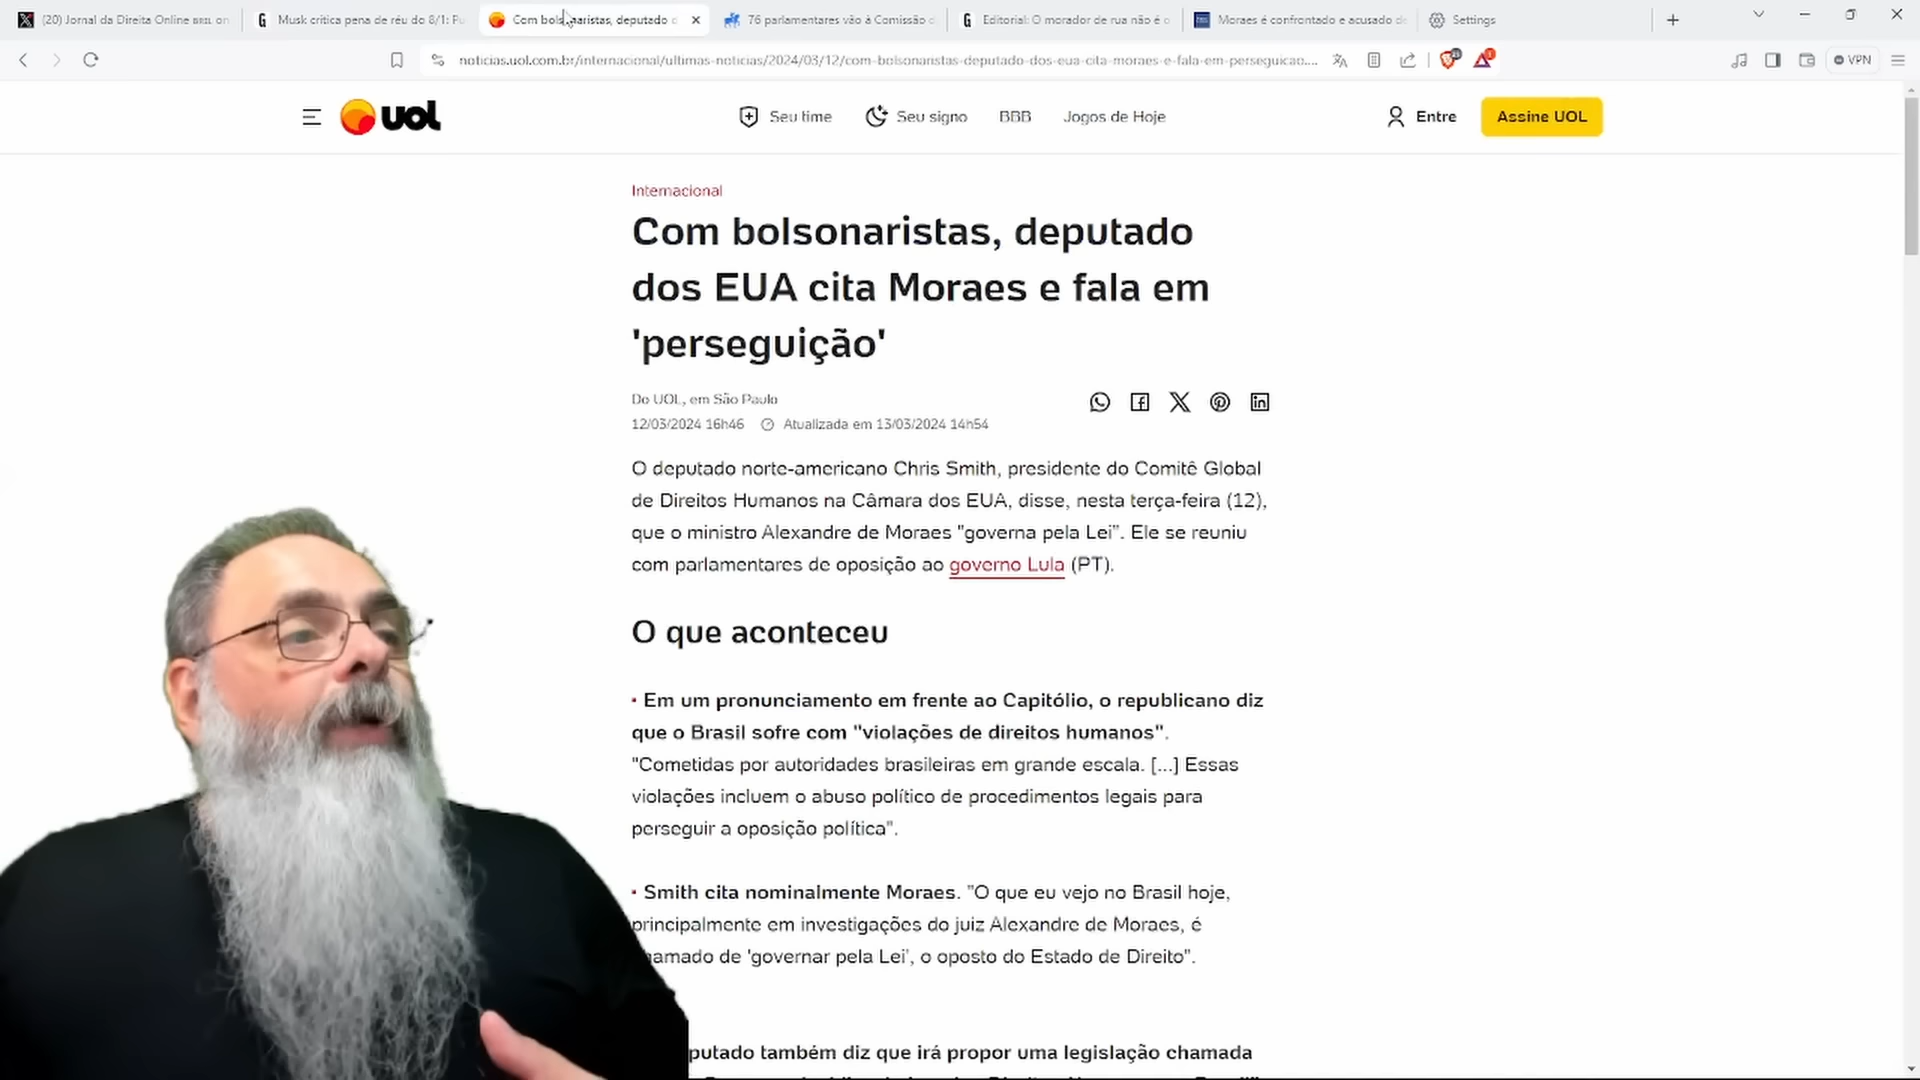 (20) Jornal da Direita Online
Musk critica pena de réu do 8/1:
Com bolsonaristas, deputado
76 parlamentares vão à Comissão
Editorial: O morador de rua não é
Moraes é confrontado e acusado de
Settings
noticias.uol.com.br/internacional/ultimas-noticias/2024/03/12/com-bolsonaristas-deputado-dos-eua-cita-moraes-e-fala-em-perseguicao....
VPN
uol
Seu time
Seu signo
BBB
Jogos de Hoje
Entre
Assine UOL
Internacional
Com bolsonaristas, deputado
dos EUA cita Moraes e fala em
'perseguição'
Do UOL, em São Paulo
12/03/2024 16h46 Atualizada em 13/03/2024 14h54
O deputado norte-americano Chris Smith, presidente do Comitê Global
de Direitos Humanos na Câmara dos EUA, disse, nesta terça-feira (12),
que o ministro Alexandre de Moraes "governa pela Lei". Ele se reuniu
com parlamentares de oposição ao governo Lula (PT).
O que aconteceu
Em um pronunciamento em frente ao Capitólio, o republicano diz
que o Brasil sofre com "violações de direitos humanos".
"Cometidas por autoridades brasileiras em grande escala. [...] Essas
violações incluem o abuso político de procedimentos legais para
perseguir a oposição política".
Smith cita nominalmente Moraes. "O que eu vejo no Brasil hoje,
principalmente em investigações do juiz Alexandre de Moraes, é
hamado de 'governar pela Lei', o oposto do Estado de Direito".
putado também diz que irá propor uma legislação chamada